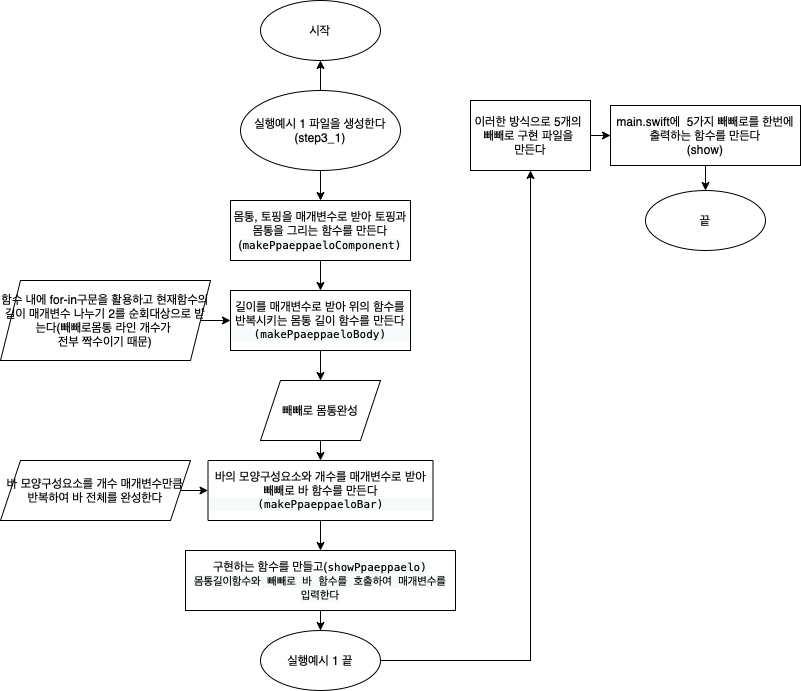 시작
실행예시 1 파일을 생성한다
(step3_1)
몸통, 토핑을 매개변수로 받아 토핑과
몸통을 그리는 함수를 만든다
(makePpaeppaeloComponent)
함수 내에 for-in구문을 활용하고 현재함수의
길이 매개변수 나누기 2를 순회대상으로 받
는다(빼빼로몸통 라인 개수가
전부 짝수이기 때문)
길이를 매개변수로 받아 위의 함수를
반복시키는 몸통 길이 함수를 만든다
(makePpaeppaeloBody)
빼빼로 몸통완성
바 모양구성요소를 개수 매개변수만큼
반복하여 바 전체를 완성한다
바의 모양구성요소와 개수를 매개변수로 받아
빼빼로 바 함수를 만든다
(makePpaeppaeloBar)
구현하는 함수를 만들고(showPpaeppaelo)
몸통길이함수와 빼빼로 바 함수를 호출하여 매개변수를
입력한다
실행예시 1 끝
이러한 방식으로 5개의
빼빼로 구현 파일을
만든다
main.swift에 5가지 빼빼로를 한번에
출력하는 함수를 만든다
(show)
끝